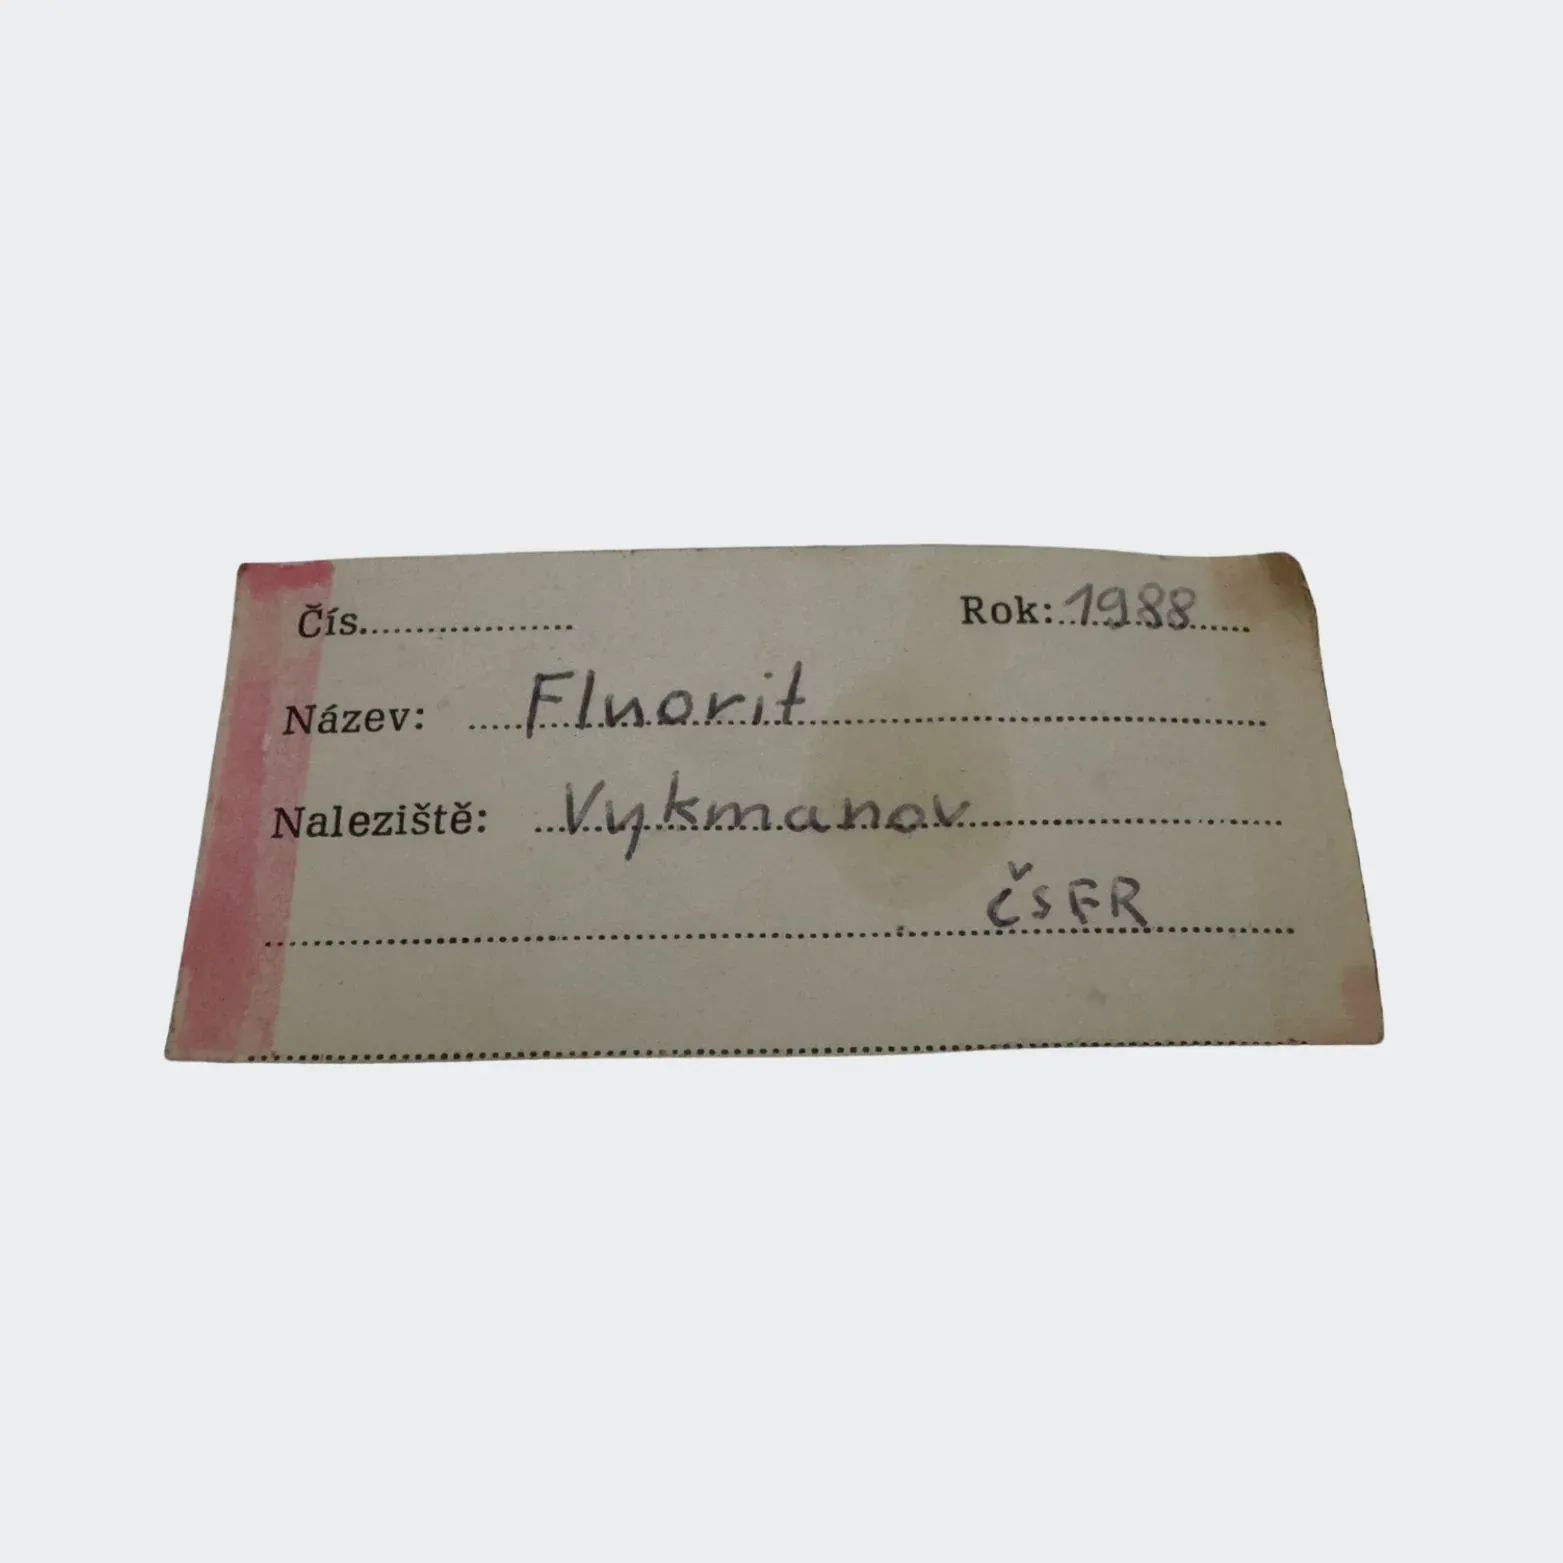 Čís................... Rok: 1988
Název: Fluorit
Naleziště: Vykmanov
ČSFR